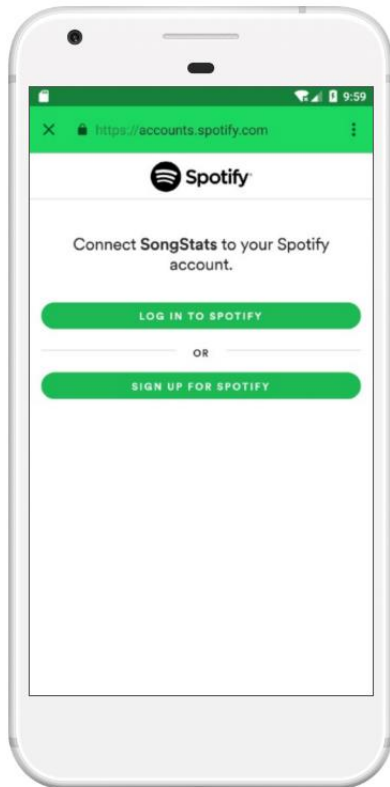 9:59
https://accounts.spotify.com
Spotify
Connect SongStats to your Spotify
account.
LOG IN TO SPOTIFY
OR
SIGN UP FOR SPOTIFY